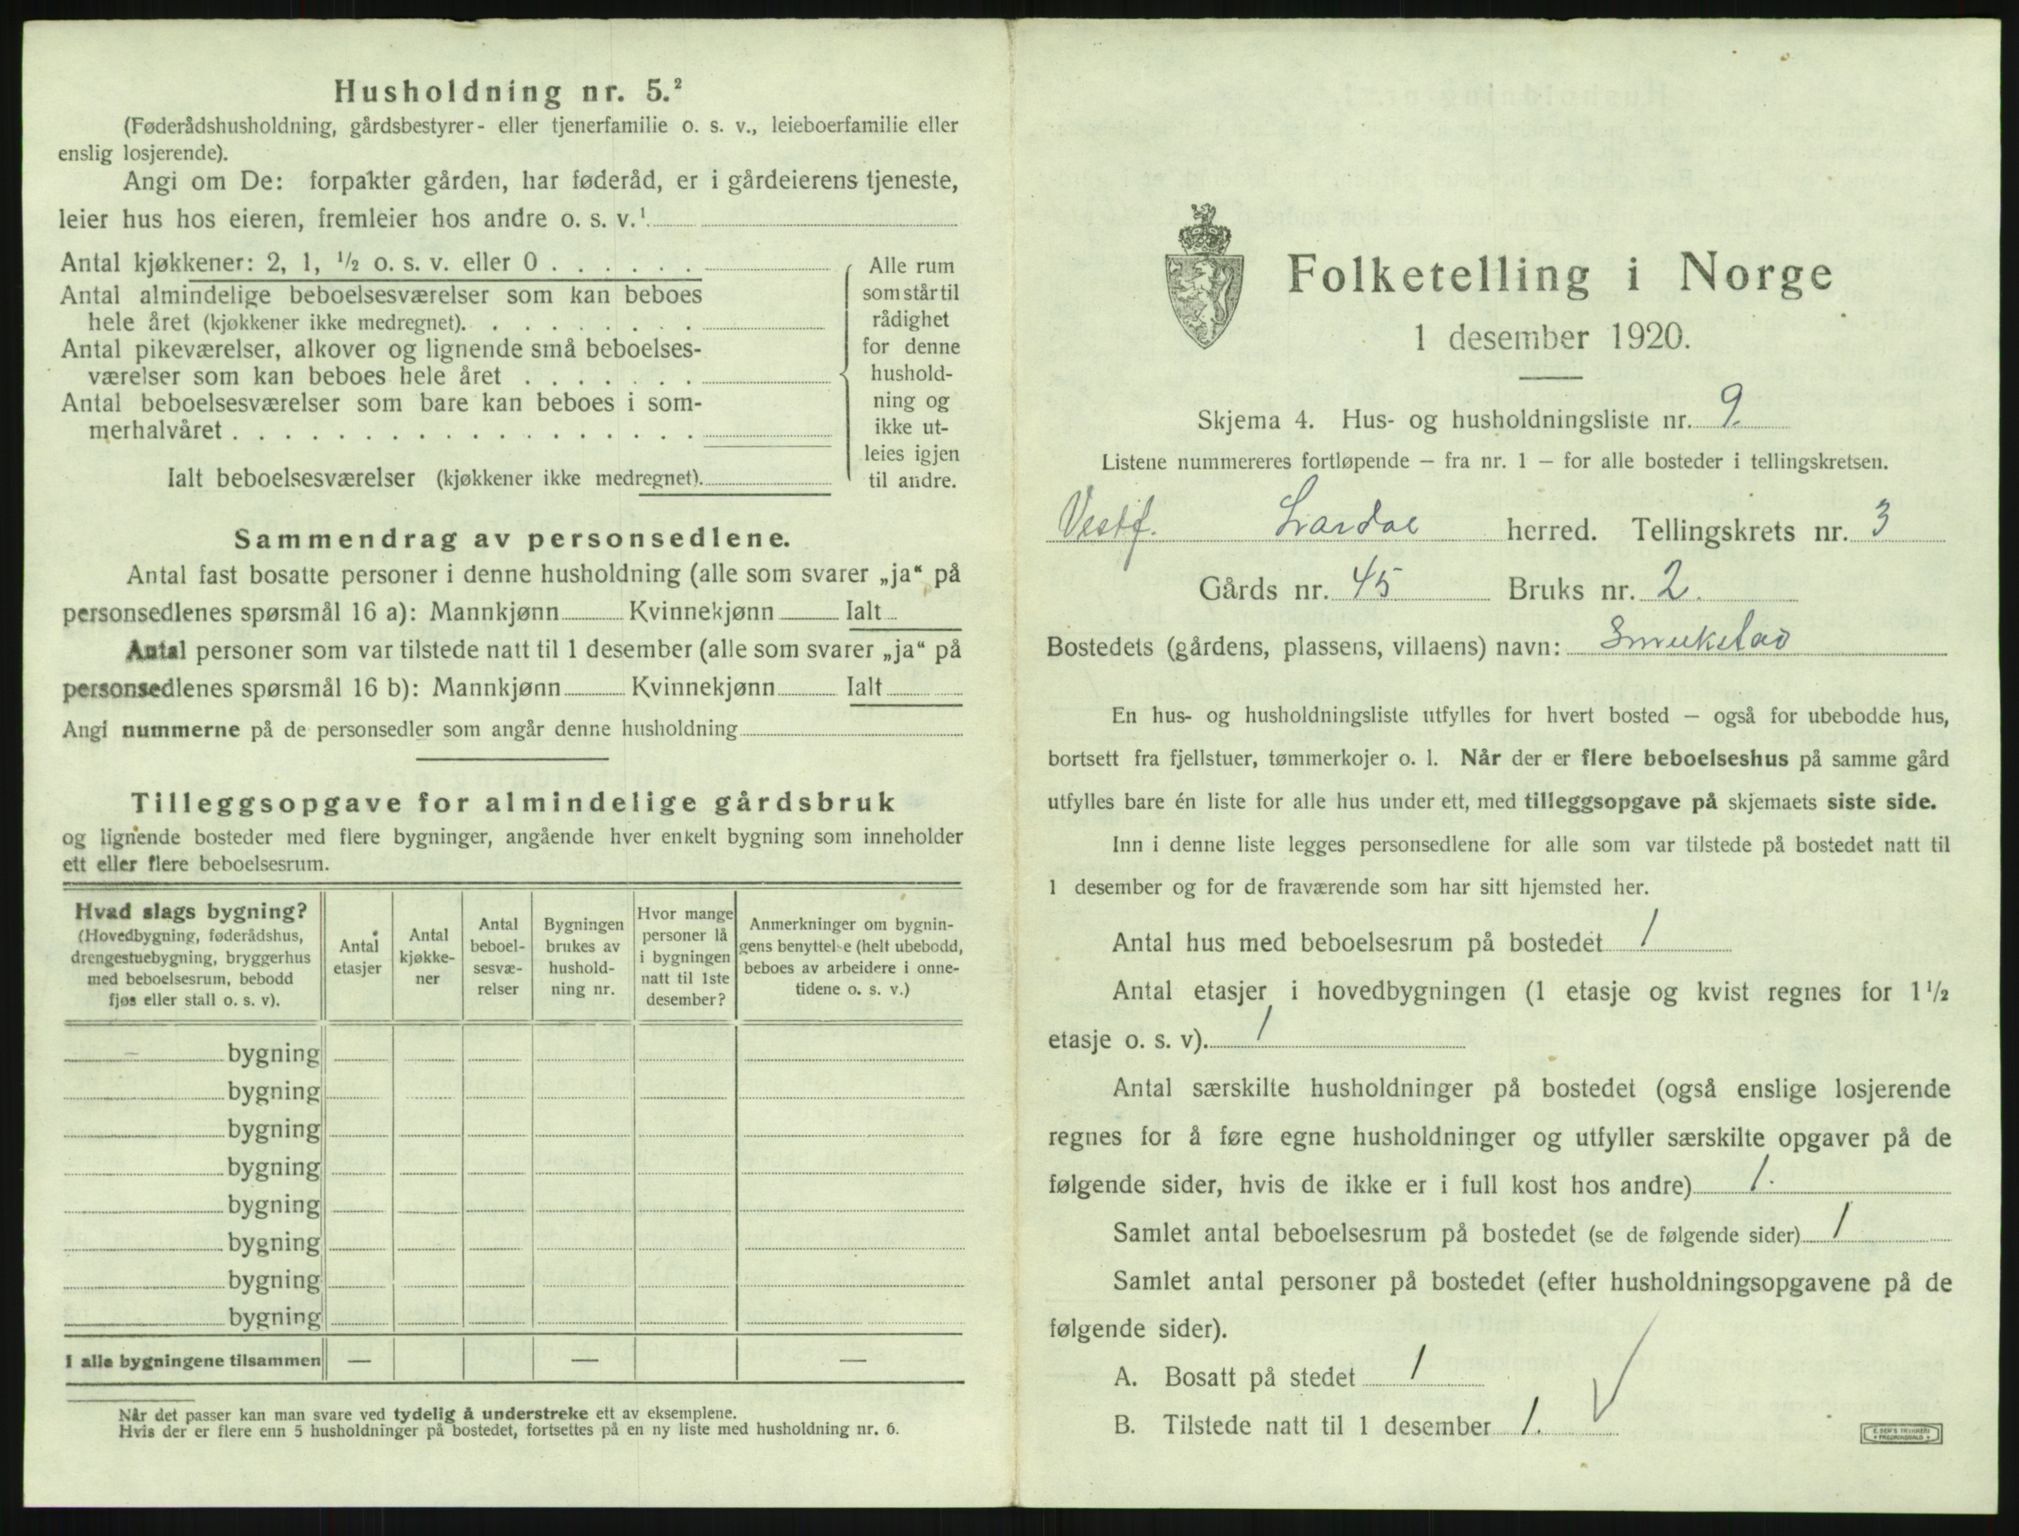 Husholdning nr. 5.²
(Føderådshusholdning, gårdsbestyrer- eller tjenerfamilie o. s. v., leieboerfamilie eller
enslig losjerende).
Angi om De: forpakter gården, har føderåd, er i gårdeierens tjeneste,
leier hus hos eieren, fremleier hos andre o. s. v.¹
Antal kjøkkener: 2, 1, ½ o. s. v. eller 0 . . . . . .
Antal almindelige beboelsesværelser som kan beboes
hele året (kjøkkener ikke medregnet). . . . . . . . .
Antal pikeværelser, alkover og lignende små beboelses-
værelser som kan beboes hele året . . . . . . .
Antal beboelsesværelser som bare kan beboes i som-
merhalvåret . . . . . . . . . . . . . . . . . .
Ialt beboelsesværelser (kjøkkener ikke medregnet).
Alle rum
som står til
rådighet
for denne
hushold-
ning og
ikke ut-
leies igjen
til andre.
Sammendrag av personsedlene.
Antal fast bosatte personer i denne husholdning (alle som svarer „ja“ på
personsedlenes spørsmål 16 a): Mannkjønn Kvinnekjønn Ialt
Antal personer som var tilstede natt til 1 desember (alle som svarer „ja“ på
personsedlenes spørsmål 16 b): Mannkjønn Kvinnekjønn Ialt
Angi nummerne på de personsedler som angår denne husholdning
Tilleggsopgave for almindelige gårdsbruk
og lignende bosteder med flere bygninger, angående hver enkelt bygning som inneholder
ett eller flere beboelsesrum.
Hvad slags bygning?
(Hovedbygning, føderådshus,
drengestuebygning, bryggerhus
med beboelsesrum, bebodd
fjøs eller stall o. s. v).
Antal
etasjer
Antal
kjøkke-
ner
Antal
beboel-
sesvæ-
relser
Bygningen
brukes av
hushold-
ning nr.
Hvor mange
personer lå
i bygningen
natt til 1ste
desember?
Anmerkninger om bygnin-
gens benyttelse (helt ubebodd,
beboes av arbeidere i onne-
tidene o. s. v.)
bygning
bygning
bygning
bygning
bygning
bygning
bygning
bygning
I alle bygningene tilsammen — — —
Når det passer kan man svare ved tydelig å understreke ett av eksemplene.
Hvis der er flere enn 5 husholdninger på bostedet, fortsettes på en ny liste med husholdning nr. 6.
Folketelling i Norge
1 desember 1920.
Skjema 4. Hus- og husholdningsliste nr. 9.
Listene nummereres fortløpende – fra nr. 1 – for alle bosteder i tellingskretsen.
Vestf. Lardal herred. Tellingskrets nr. 3
Gårds nr. 45 Bruks nr. 2.
Bostedets (gårdens, plassens, villaens) navn:
En hus- og husholdningsliste utfylles for hvert bosted – også for ubebodde hus,
bortsett fra fjellstuer, tømmerkojer o. l. Når der er flere beboelseshus på samme gård
utfylles bare én liste for alle hus under ett, med tilleggsopgave på skjemaets siste side.
Inn i denne liste legges personsedlene for alle som var tilstede på bostedet natt til
1 desember og for de fraværende som har sitt hjemsted her.
Antal hus med beboelsesrum på bostedet 1
Antal etasjer i hovedbygningen (1 etasje og kvist regnes for 1½
etasje o. s. v). 1
Antal særskilte husholdninger på bostedet (også enslige losjerende
regnes for å føre egne husholdninger og utfyller særskilte opgaver på de
følgende sider, hvis de ikke er i full kost hos andre) 1.
Samlet antal beboelsesrum på bostedet (se de følgende sider) 1
Samlet antal personer på bostedet (efter husholdningsopgavene på de
følgende sider).
A. Bosatt på stedet 1
B. Tilstede natt til 1 desember 1.